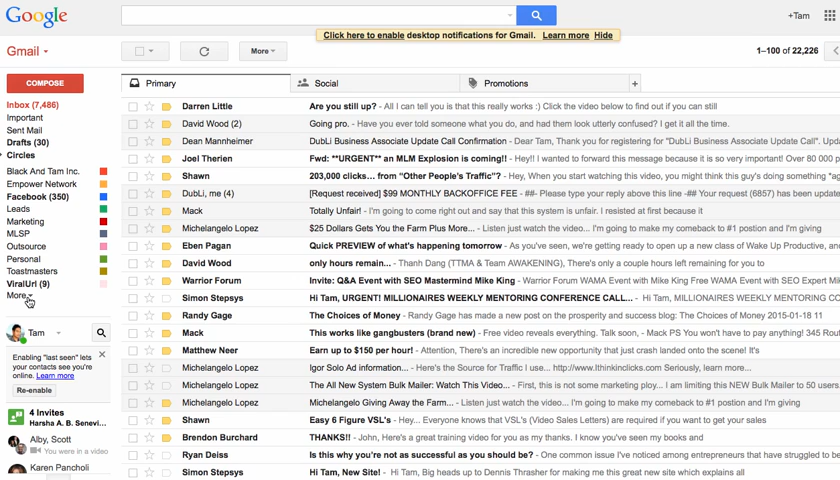 Google
+Tam
Click here to enable desktop notifications for Gmail. Learn more Hide
Gmail
More
1–100 of 22,226
COMPOSE
Primary
Social
Promotions
+
Inbox (7,486)
Important
Sent Mail
Drafts (30)
Circles
Black And Tam Inc.
Empower Network
Facebook (350)
Leads
Marketing
MLSP
Outsource
Personal
Toastmasters
ViralUrl (9)
More
Tam
Enabling "last seen" lets
your contacts see you're
online.
Learn more
Re-enable
4 Invites
Harsha A. B. Senevi...
Alby, Scott
You were in a video
Karen Pancholi
Darren Little Are you still up? - All I can tell you is that this really works :) Click the video below to find out if you can still
David Wood (2) Going pro. - Have you ever told someone what you do, and had them look utterly confused? I get it all the time.
Dean Mannheimer DubLi Business Associate Update Call Confirmation - Dear Tam, Thank you for registering for "DubLi Business Associate Update
Joel Therien Fwd: **URGENT** an MLM Explosion is coming!! - Hey!! I wanted to forward this message because it is so very important! Over 80 000 p
Shawn 203,000 clicks... from "Other People's Traffic"? - Hey, When you start watching this video, you might think this guy's doing something "a
DubLi, me (4) [Request received] $99 MONTHLY BACKOFFICE FEE - ##- Please type your reply above this line -## Your request (6857) has been updat
Mack Totally Unfair! - I'm going to come right out and say that this system is unfair. I resisted at first because it
Michelangelo Lopez $25 Dollars Gets You the Farm Plus More... - Listen just watch the video... I'm going to make my comeback to #1 postion and I'm giving
Eben Pagan Quick PREVIEW of what's happening tomorrow - As you've seen, we're getting ready to open up a new class of Wake Up Productive, and
David Wood only hours remain... - Thanh Dang (TTMA & Team AWAKENING), There's only a couple hours left to download
Warrior Forum Invite: Q&A Event with SEO Mastermind Mike King - Warrior Forum WAMA Event with Mike King Free Exclusive WAMA Event
Simon Stepsys Hi Tam, URGENT! MILLIONAIRES WEEKLY MENTORING CONFERENCE CALL...
Randy Gage The Choices of Money - Randy Gage has made a new post on the prosperity and success blog: The Choices of Money 2015-01-18 11
Mack This works like gangbusters (brand new) - Free video reveals everything. Talk soon, Mack PS You won't have to pay anything! 345 Rout
Matthew Neer Earn up to $150 per hour! - Attention, There's an incredible new opportunity that just crash landed onto the scene! It's
Michelangelo Lopez Igor Solo Ad information... - Here's the Source for Traffic I use... http://www.Ithinkinclicks.com Seriously, learn more..
Michelangelo Lopez The All New System Bulk Mailer: Watch This Video... - First, this is not some marketing ploy... I am limiting this NEW Bulk Mailer to 50 users
Michelangelo Lopez Michelangelo Giving Away the Farm... - Listen just watch the video... I'm going to make my comeback to #1 postion and I'm giving
Shawn Easy 6 Figure VSL's - Hey... Everyone knows that VSL's (Video Sales Letters) are required if you want to get your sales
Brendon Burchard THANKS!! - John, Here's a great training video for you as my thanks. I know you've seen my books and
Ryan Deiss Is this why you're not as successful as you should be? - One common issue I've noticed among entrepreneurs that have struggled to
Simon Stepsys Hi Tam, New Site! - Big heads up to Dennis Thrasher for making me this great new site which explains all